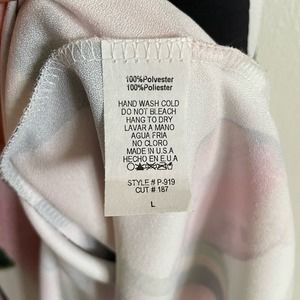 100%Polyester
100%Poliester
HAND WASH COLD
DO NOT BLEACH
HANG TO DRY
LAVAR A MANO
AGUA FRIA
NO CLORO
MADE IN U.S.A
HECHO EN E.U.A
STYLE # P-919
CUT # 187
L